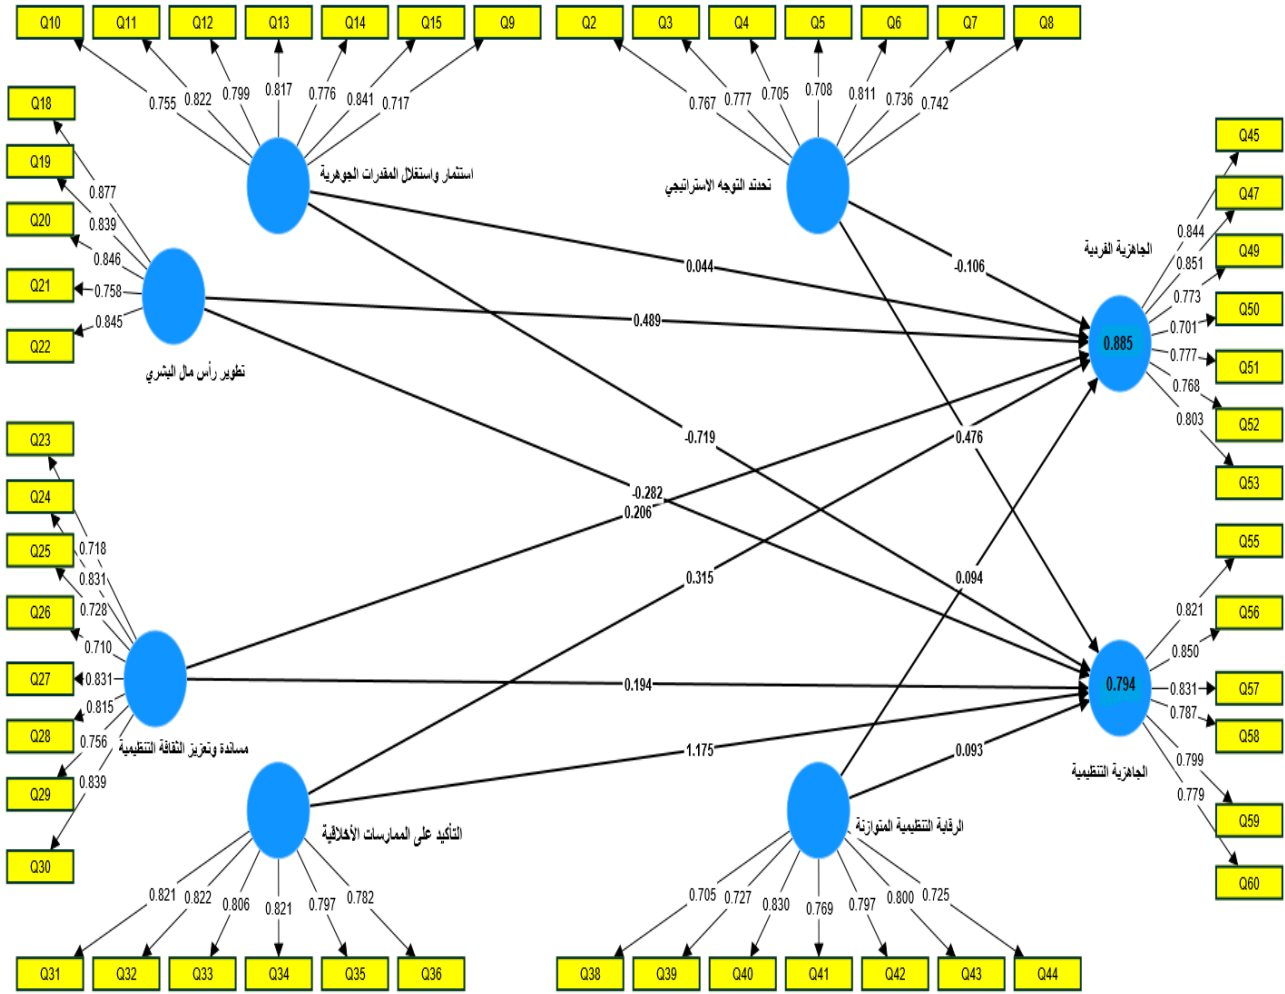 Q10 Q11 Q12 Q13 Q14 Q15 Q9 Q2 Q3 Q4 Q5 Q6 Q7 Q8
0.755 0.822 0.799 0.817 0.776 0.841 0.717 0.767 0.777 0.705 0.708 0.811 0.736 0.742
Q18
Q19
Q20
Q21
Q22
0.877
0.839
0.846
0.758
0.845
استثمار واستغلال المقدرات الجوهرية
تحدتد التوجه الاستراتيجي
تطوير رأس مال البشري
الجاهزية الفردية
0.885
Q45
Q47
Q49
Q50
Q51
Q52
Q53
0.844
0.851
0.773
0.701
0.777
0.768
0.803
-0.106
0.044
0.489
0.476
-0.719
-0.282
0.206
0.315
0.094
0.194
1.175
0.093
Q23
Q24
Q25
Q26
Q27
Q28
Q29
Q30
0.718
0.831
0.728
0.710
0.831
0.815
0.756
0.839
مساندة وتعزيز الثقافة التنظيمية
0.794
الجاهزية التنظيمية
Q55
Q56
Q57
Q58
Q59
Q60
0.821
0.850
0.831
0.787
0.799
0.779
التأكيد على الممارسات الأخلاقية
الرقابة التنظيمية المتوازنة
0.821 0.822 0.806 0.821 0.797 0.782 0.705 0.727 0.830 0.769 0.797 0.800 0.725
Q31 Q32 Q33 Q34 Q35 Q36 Q38 Q39 Q40 Q41 Q42 Q43 Q44